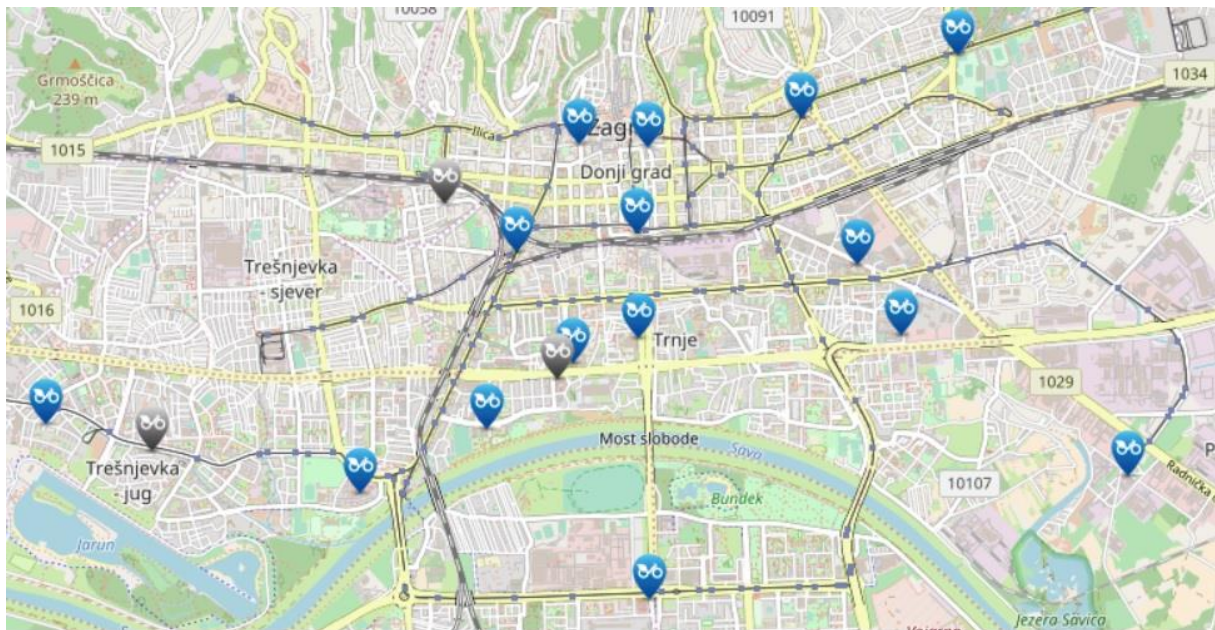 10058
10091
Grmoščica
239 m
1034
Ilica
1015
Donji grad
Trešnjevka
- sjever
1016
Trnje
1029
Most slobode
Sava
Trešnjevka
- jug
Radnička
10107
Bundek
Jarun
Jezera Savica